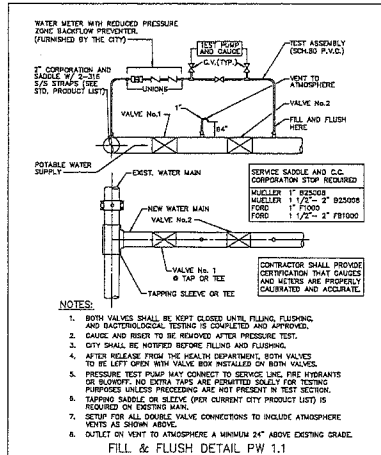 WATER METER WITH REDUCED PRESSURE
ZONE BACKFLOW PREVENTER.
(FURNISHED BY THE CITY)
TEST PUMP
AND GAUGE
G.V.(TYP.)
TEST ASSEMBLY
(SCH.80 P.V.C.)
2" CORPORATION AND
SADDLE W/ 2-316
S/S STRAPS (SEE
STD. PRODUCT LIST)
UNIONS
VENT TO
ATMOSPHERE
VALVE No.1
1"
84"
VALVE No.2
FILL AND FLUSH
HERE
POTABLE WATER
SUPPLY
EXIST. WATER MAIN
SERVICE SADDLE AND C.C.
CORPORATION STOP REQUIRED
MUELLER 1" B25008
MUELLER 1 1/2"- 2" B25008
FORD 1" F1000
FORD 1 1/2"- 2" FB1000
NEW WATER MAIN
VALVE No.2
VALVE No. 1
@ TAP OR TEE
CONTRACTOR SHALL PROVIDE
CERTIFICATION THAT GAUGES
AND METERS ARE PROPERLY
CALIBRATED AND ACCURATE.
TAPPING SLEEVE OR TEE
NOTES:
1. BOTH VALVES SHALL BE KEPT CLOSED UNTIL FILLING, FLUSHING,
AND BACTERIOLOGICAL TESTING IS COMPLETED AND APPROVED.
2. GAUGE AND RISER TO BE REMOVED AFTER PRESSURE TEST.
3. CITY SHALL BE NOTIFIED BEFORE FILLING AND FLUSHING.
4. AFTER RELEASE FROM THE HEALTH DEPARTMENT, BOTH VALVES
TO BE LEFT OPEN WITH VALVE BOX INSTALLED ON BOTH VALVES.
5. PRESSURE TEST PUMP MAY CONNECT TO SERVICE LINE, FIRE HYDRANTS
OR BLOWOFF. NO EXTRA TAPS ARE PERMITTED SOLELY FOR TESTING
PURPOSES UNLESS PRECEEDING ARE NOT PRESENT IN TEST SECTION.
6. TAPPING SADDLE OR SLEEVE (PER CURRENT CITY PRODUCT LIST) IS
REQUIRED ON EXISTING MAIN.
7. SETUP FOR ALL DOUBLE VALVE CONNECTIONS TO INCLUDE ATMOSPHERE
VENTS AS SHOWN ABOVE.
8. OUTLET ON VENT TO ATMOSPHERE A MINIMUM 24" ABOVE EXISTING GRADE.
FILL & FLUSH DETAIL PW 1.1